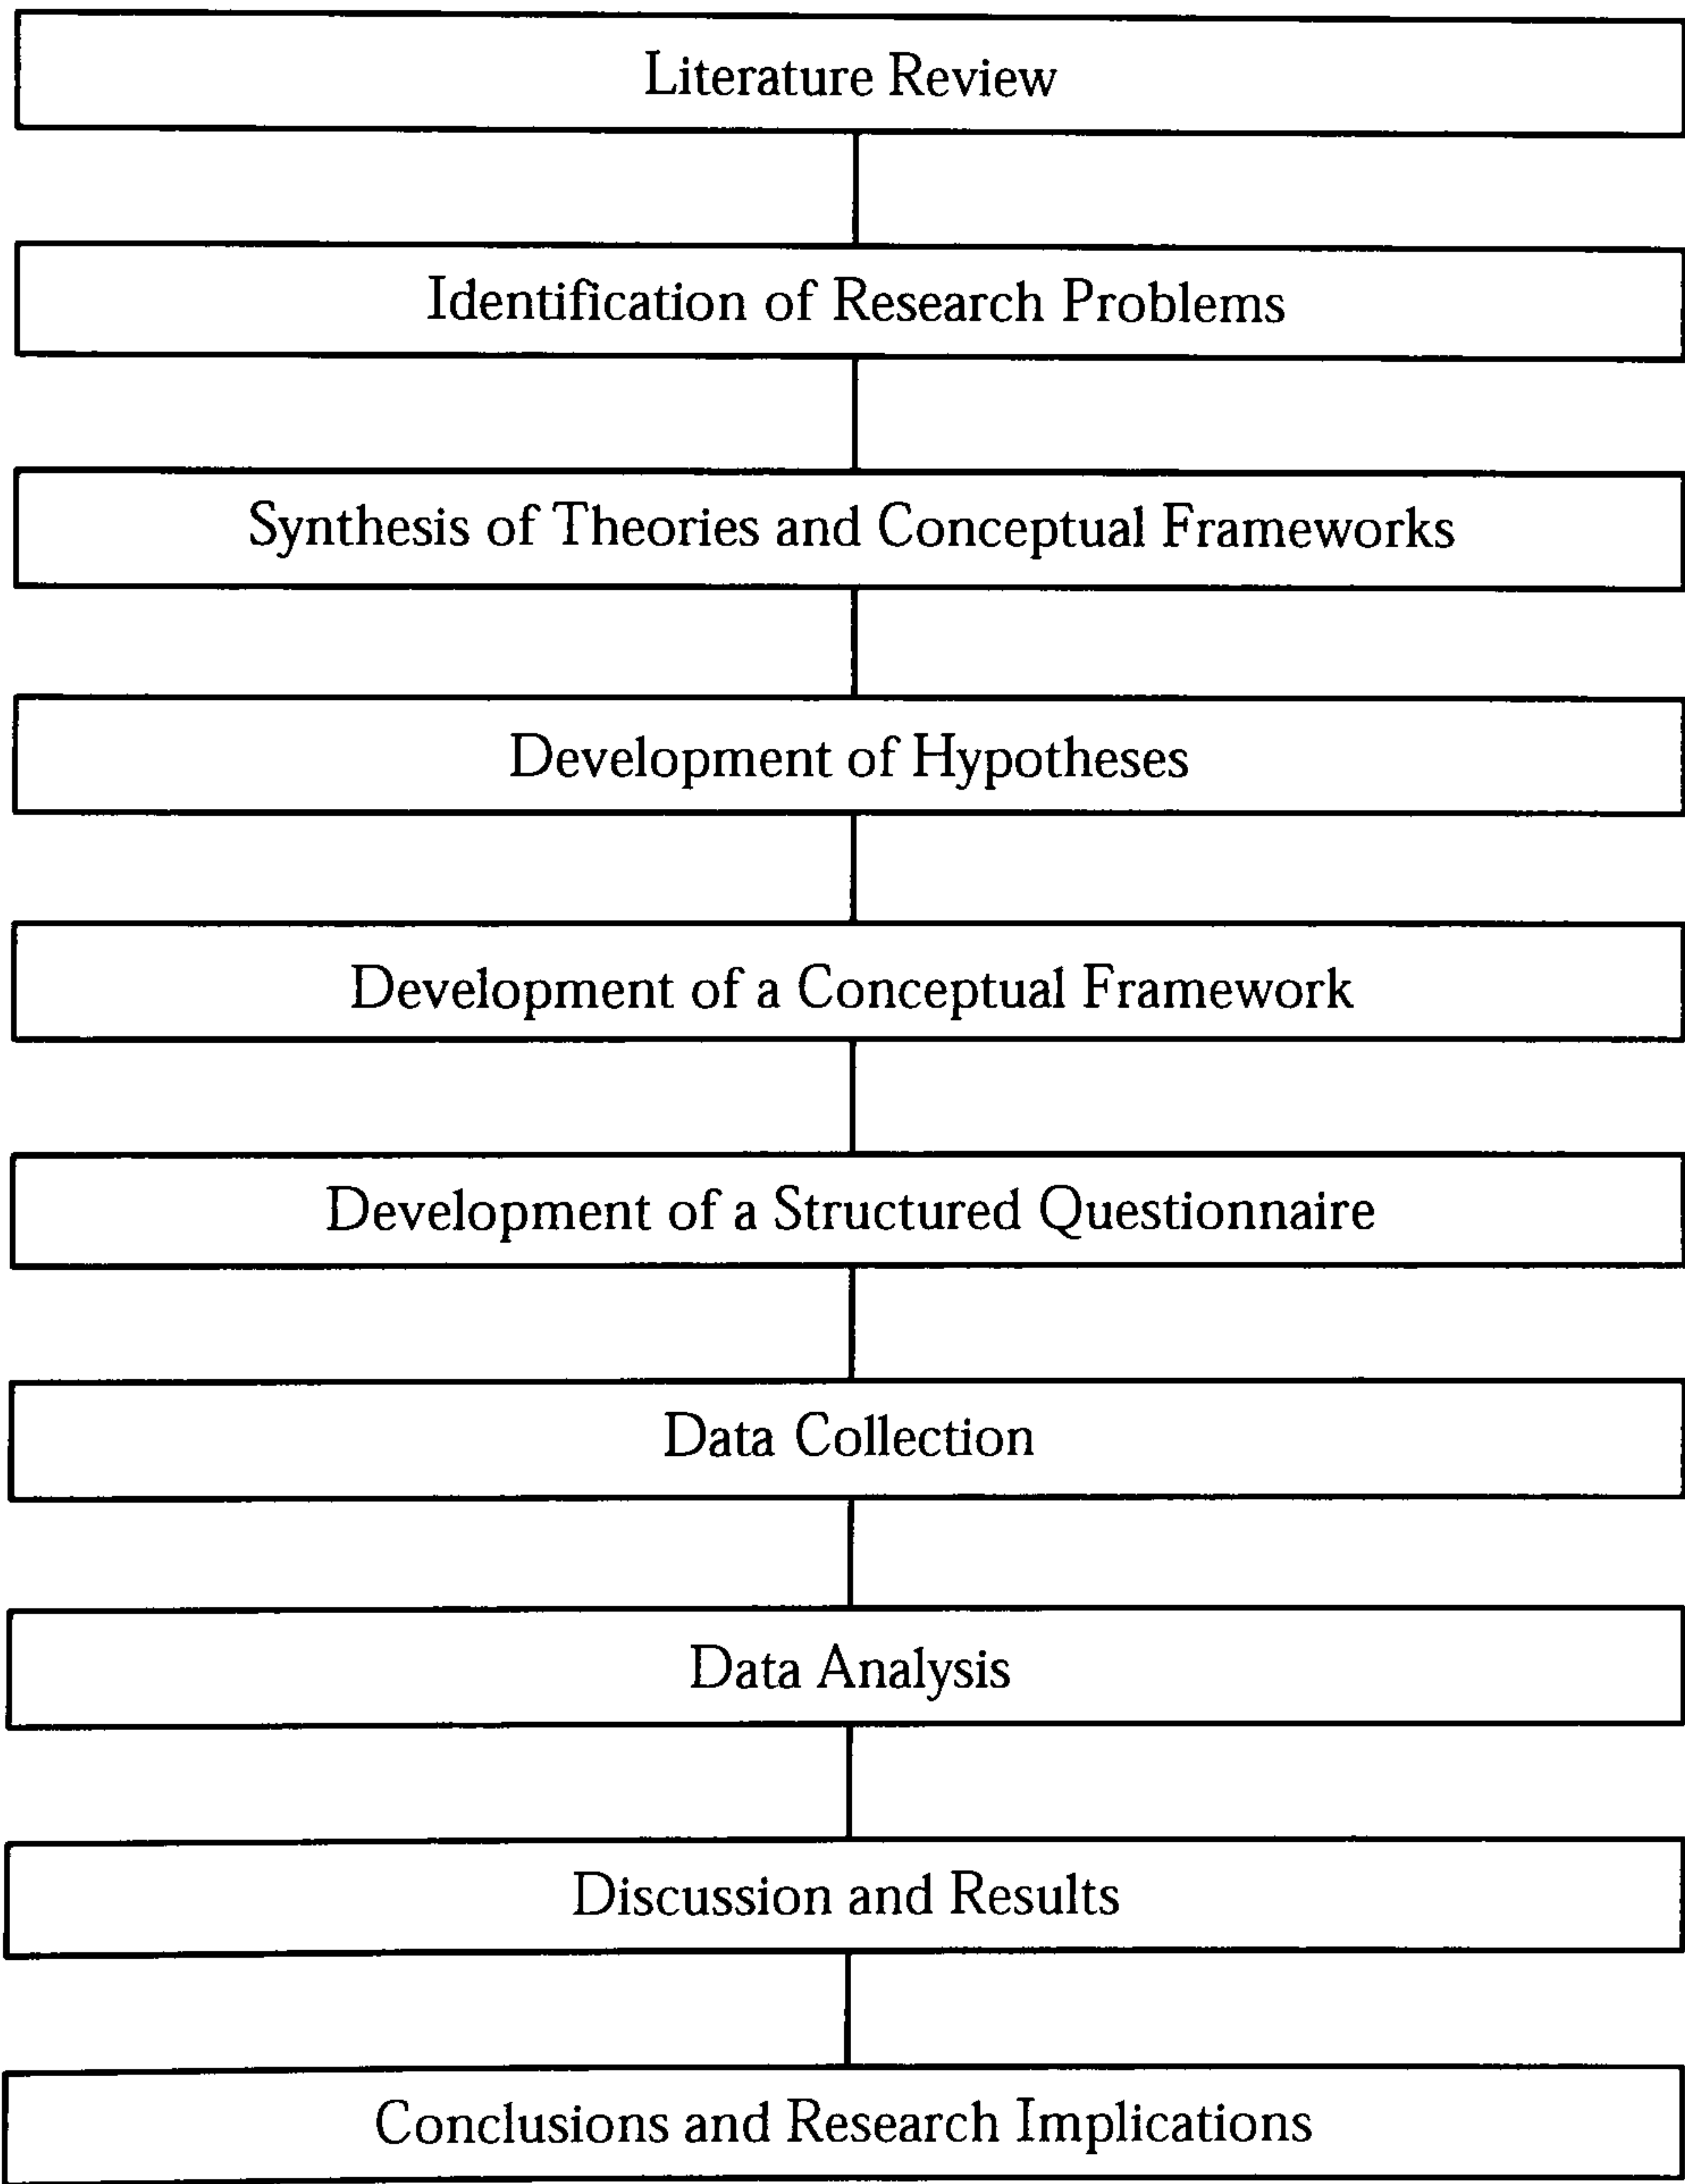 Literature Review
Identification of Research Problems
Synthesis of Theories and Conceptual Frameworks
Development of Hypotheses
Development of a Conceptual Framework
Development of a Structured Questionnaire
Data Collection
Data Analysis
Discussion and Results
Conclusions and Research Implications